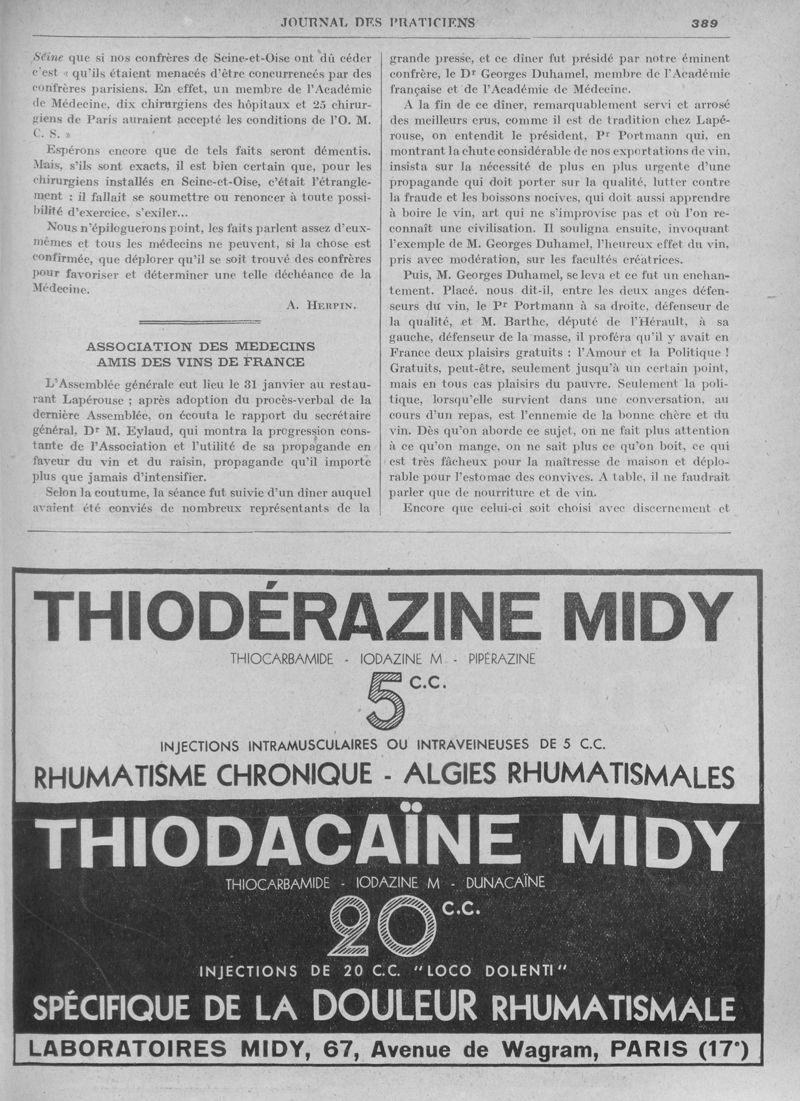 JOURNAL DES PRATICIENS 389
Seine que si nos confrères de Seine-et-Oise ont dû céder
c'est « qu'ils étaient menacés d'être concurrencés par des
confrères parisiens. En effet, un membre de l'Académie
de Médecine, dix chirurgiens des hôpitaux et 25 chirur-
giens de Paris auraient accepté les conditions de l'O. M.
C. S. »
Espérons encore que de tels faits seront démentis.
Mais, s'ils sont exacts, il est bien certain que, pour les
chirurgiens installés en Seine-et-Oise, c'était l'étrangle-
ment : il fallait se soumettre ou renoncer à toute possi-
bilité d'exercice, s'exiler...
Nous n'épiloguerons point, les faits parlent assez d'eux-
mêmes et tous les médecins ne peuvent, si la chose est
confirmée, que déplorer qu'il se soit trouvé des confrères
pour favoriser et déterminer une telle déchéance de la
Médecine.
A. HERPIN.
ASSOCIATION DES MEDECINS
AMIS DES VINS DE FRANCE
L'Assemblée générale eut lieu le 31 janvier au restau-
rant Lapérouse ; après adoption du procès-verbal de la
dernière Assemblée, on écouta le rapport du secrétaire
général, Dr M. Eylaud, qui montra la progression cons-
tante de l'Association et l'utilité de sa propagande en
faveur du vin et du raisin, propagande qu'il importe
plus que jamais d'intensifier.
Selon la coutume, la séance fut suivie d'un dîner auquel
avaient été conviés de nombreux représentants de la
grande presse, et ce dîner fut présidé par notre éminent
confrère, le Dr Georges Duhamel, membre de l'Académie
française et de l'Académie de Médecine.
A la fin de ce dîner, remarquablement servi et arrosé
des meilleurs crus, comme il est de tradition chez Lapé-
rouse, on entendit le président, Pr Portmann qui, en
montrant la chute considérable de nos exportations de vin,
insista sur la nécessité de plus en plus urgente d'une
propagande qui doit porter sur la qualité, lutter contre
la fraude et les boissons nocives, qui doit aussi apprendre
à boire le vin, art qui ne s'improvise pas et où l'on re-
connaît une civilisation. Il souligna ensuite, invoquant
l'exemple de M. Georges Duhamel, l'heureux effet du vin,
pris avec modération, sur les facultés créatrices.
Puis, M. Georges Duhamel, se leva et ce fut un enchan-
tement. Placé, nous dit-il, entre les deux anges défen-
seurs du vin, le Pr Portmann à sa droite, défenseur de
la qualité, et M. Barthe, député de l'Hérault, à sa
gauche, défenseur de la masse, il proféra qu'il y avait en
France deux plaisirs gratuits : l'Amour et la Politique !
Gratuits, peut-être, seulement jusqu'à un certain point,
mais en tous cas plaisirs du pauvre. Seulement la poli-
tique, lorsqu'elle survient dans une conversation, au
cours d'un repas, est l'ennemie de la bonne chère et du
vin. Dès qu'on aborde ce sujet, on ne fait plus attention
à ce qu'on mange, on ne sait plus ce qu'on boit, ce qui
est très fâcheux pour la maîtresse de maison et déplo-
rable pour l'estomac des convives. A table, il ne faudrait
parler que de nourriture et de vin.
Encore que celui-ci soit choisi avec discernement et
THIODÉRAZINE MIDY
THIOCARBAMIDE - IODAZINE M - PIPÉRAZINE
5 C.C.
INJECTIONS INTRAMUSCULAIRES OU INTRAVEINEUSES DE 5 C.C.
RHUMATISME CHRONIQUE - ALGIES RHUMATISMALES
THIODACAÏNE MIDY
THIOCARBAMIDE - IODAZINE M - DUNACAÏNE
20 C.C.
INJECTIONS DE 20 C.C. "LOCO DOLENTI"
SPÉCIFIQUE DE LA DOULEUR RHUMATISMALE
LABORATOIRES MIDY, 67, Avenue de Wagram, PARIS (17e)